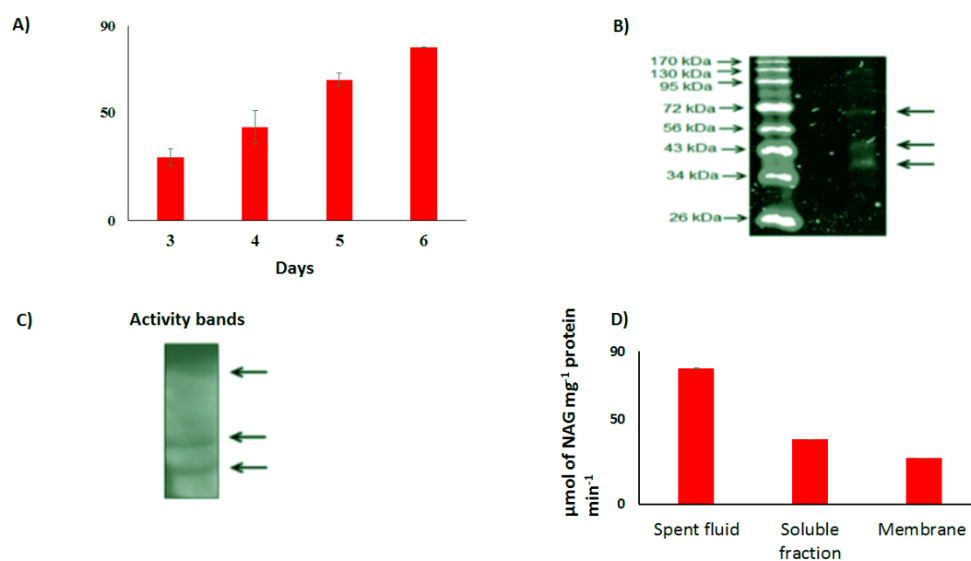 A)
90
50
0
3 4 5 6
Days
B)
170 kDa
130 kDa
95 kDa
72 kDa
56 kDa
43 kDa
34 kDa
26 kDa
C)
Activity bands
D)
µmol of NAG mg⁻¹ protein
min⁻¹
90
50
0
Spent fluid Soluble Membrane
fraction